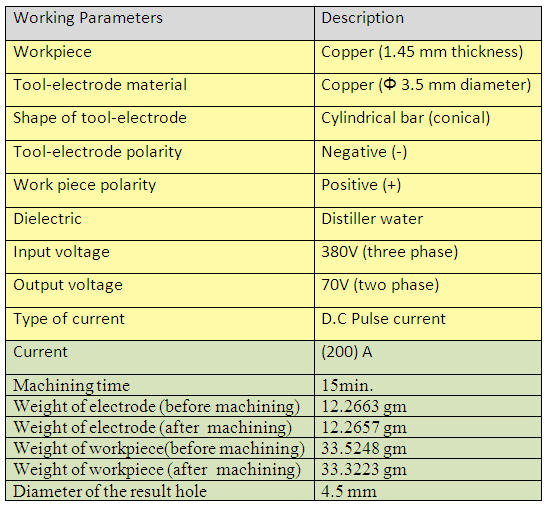 Working Parameters Description
Workpiece Copper (1.45 mm thickness)
Tool-electrode material Copper (Φ 3.5 mm diameter)
Shape of tool-electrode Cylindrical bar (conical)
Tool-electrode polarity Negative (-)
Work piece polarity Positive (+)
Dielectric Distiller water
Input voltage 380V (three phase)
Output voltage 70V (two phase)
Type of current D.C Pulse current
Current (200) A
Machining time 15min.
Weight of electrode (before machining) 12.2663 gm
Weight of electrode (after machining) 12.2657 gm
Weight of workpiece(before machining) 33.5248 gm
Weight of workpiece (after machining) 33.3223 gm
Diameter of the result hole 4.5 mm